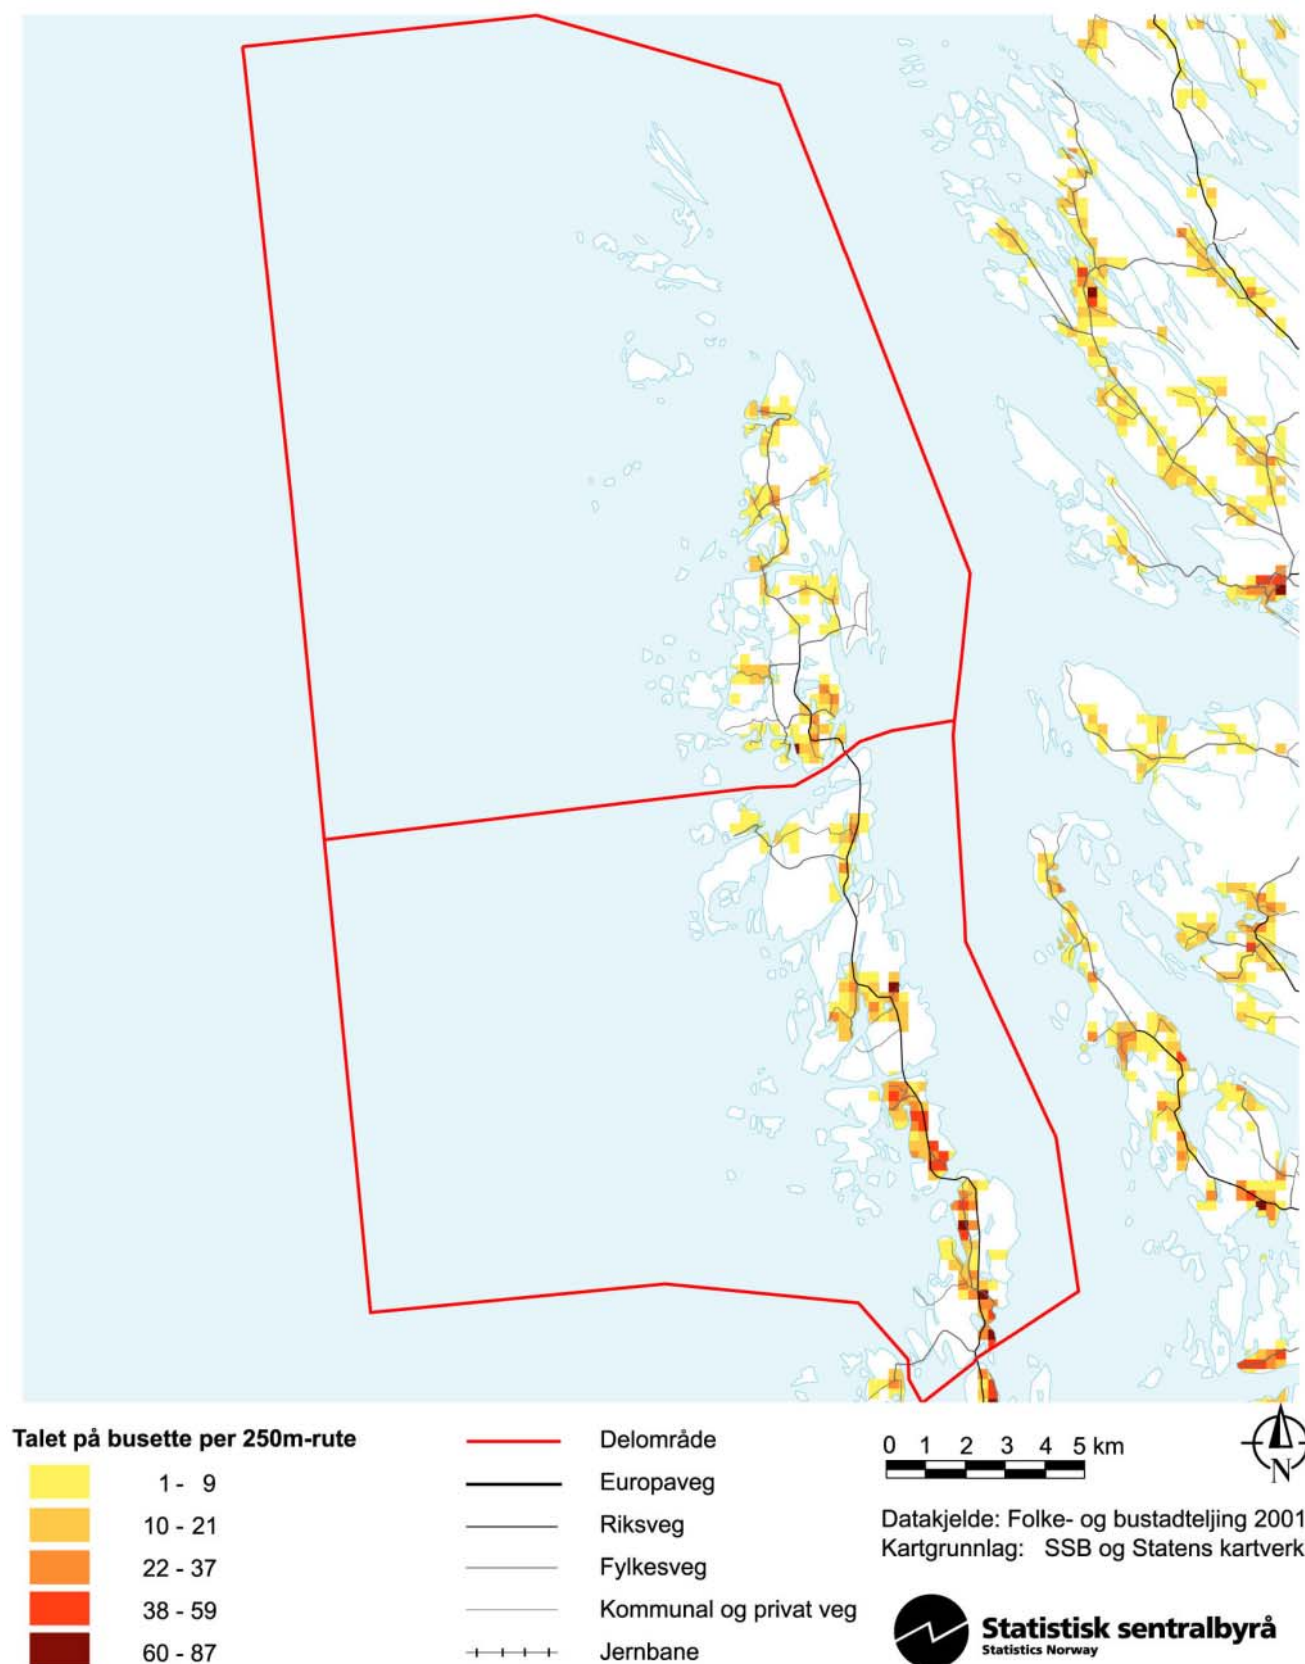 Talet på busette per 250m-rute
1 - 9
10 - 21
22 - 37
38 - 59
60 - 87
Delområde
Europaveg
Riksveg
Fylkesveg
Kommunal og privat veg
Jernbane
0 1 2 3 4 5 km
N
Datakjelde: Folke- og bustadteljing 2001
Kartgrunnlag: SSB og Statens kartverk
Statistisk sentralbyrå
Statistics Norway